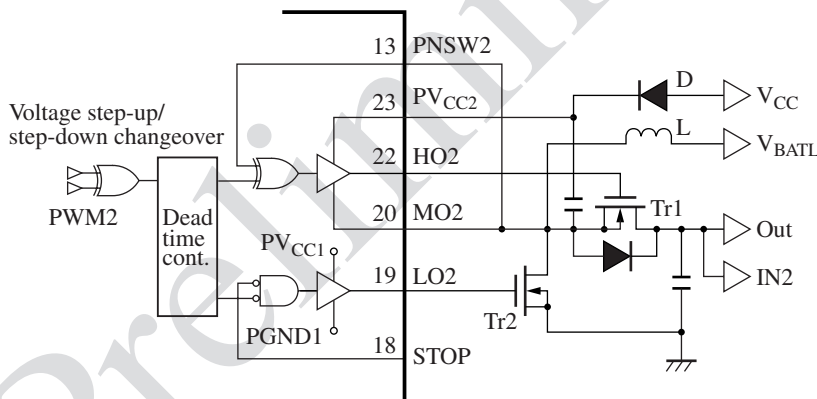 Prelimin
13 PNSW2
23 PVCC2
D
VCC
Voltage step-up/
step-down changeover
L
VBATL
22 HO2
PWM2
Dead
time
cont.
20 MO2
Tr1
Out
PVCC1
19 LO2
IN2
Tr2
PGND1
18 STOP